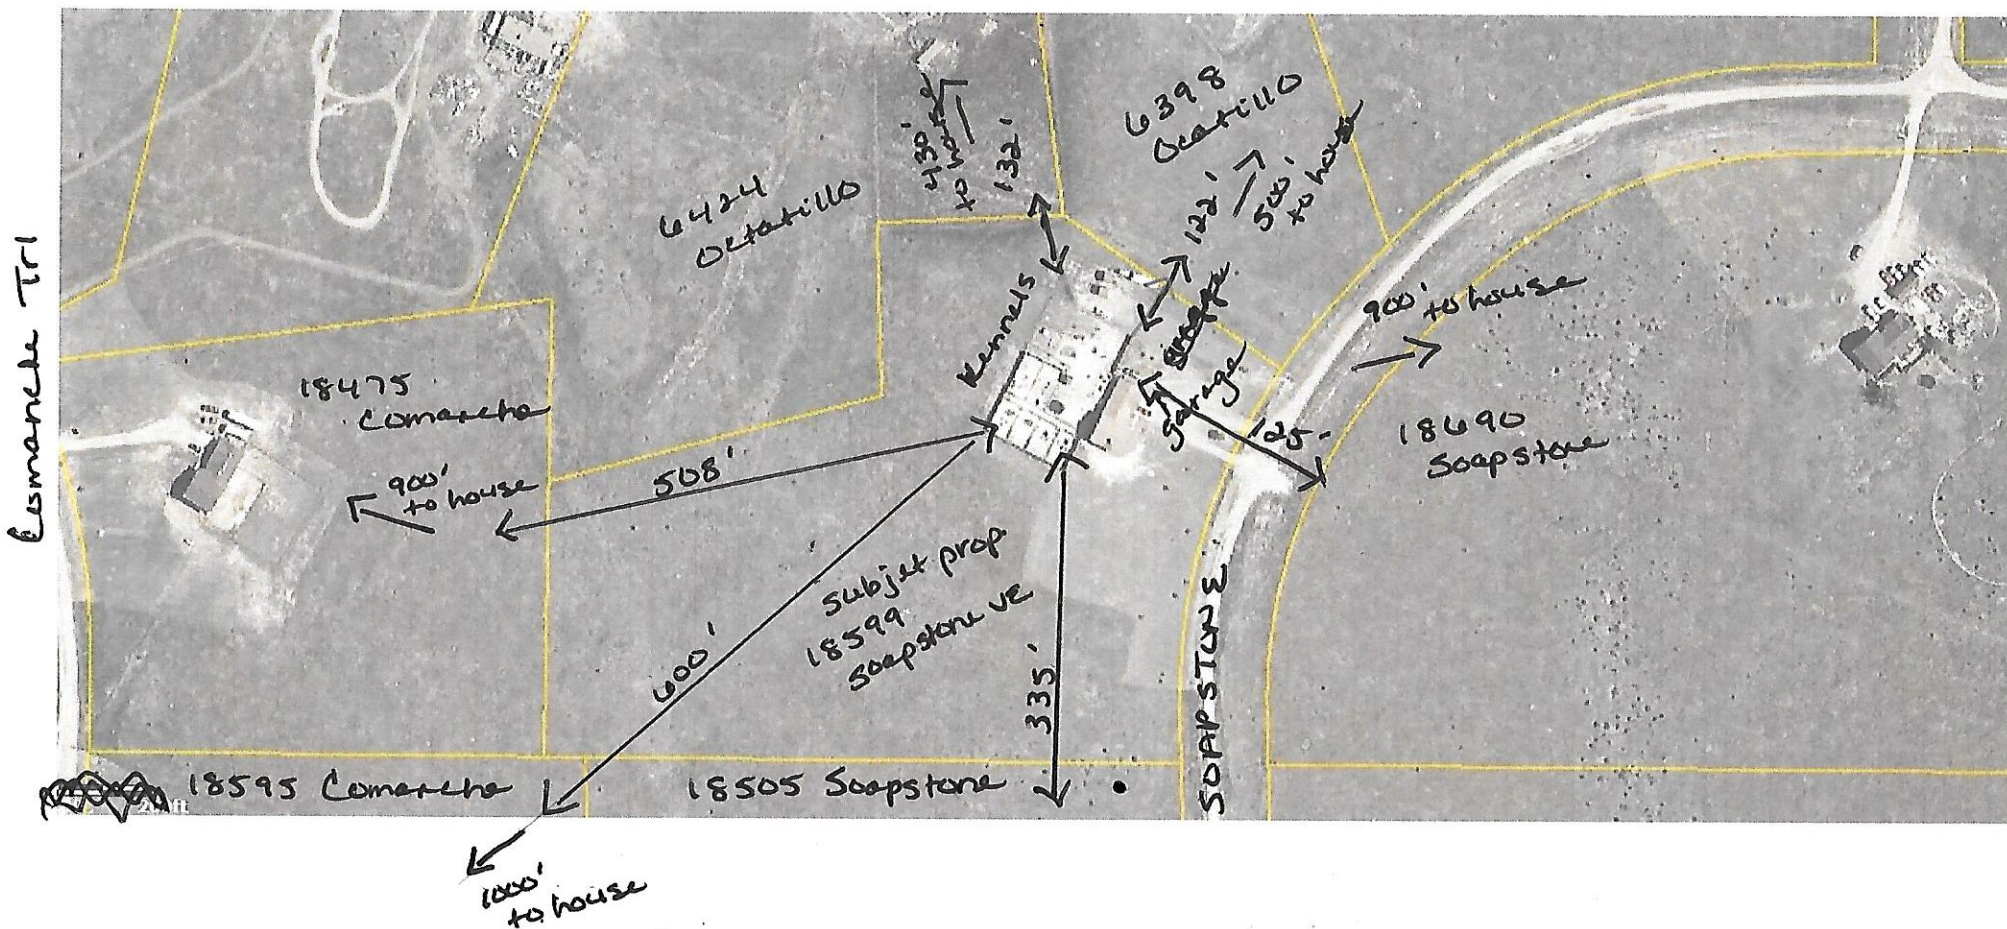 6398
Ocotillo
430'
to house
132'
122'
500'
to house
6424
Octotillo
Comanche Trl
Kennels
garage
900' to house
18475
Comanche
125'
18690
Soapstone
508'
900'
to house
subjet prop.
18599
Soapstone VE
600'
335'
SOAPSTONE
18595 Comanche
18505 Soapstone
1000'
to house